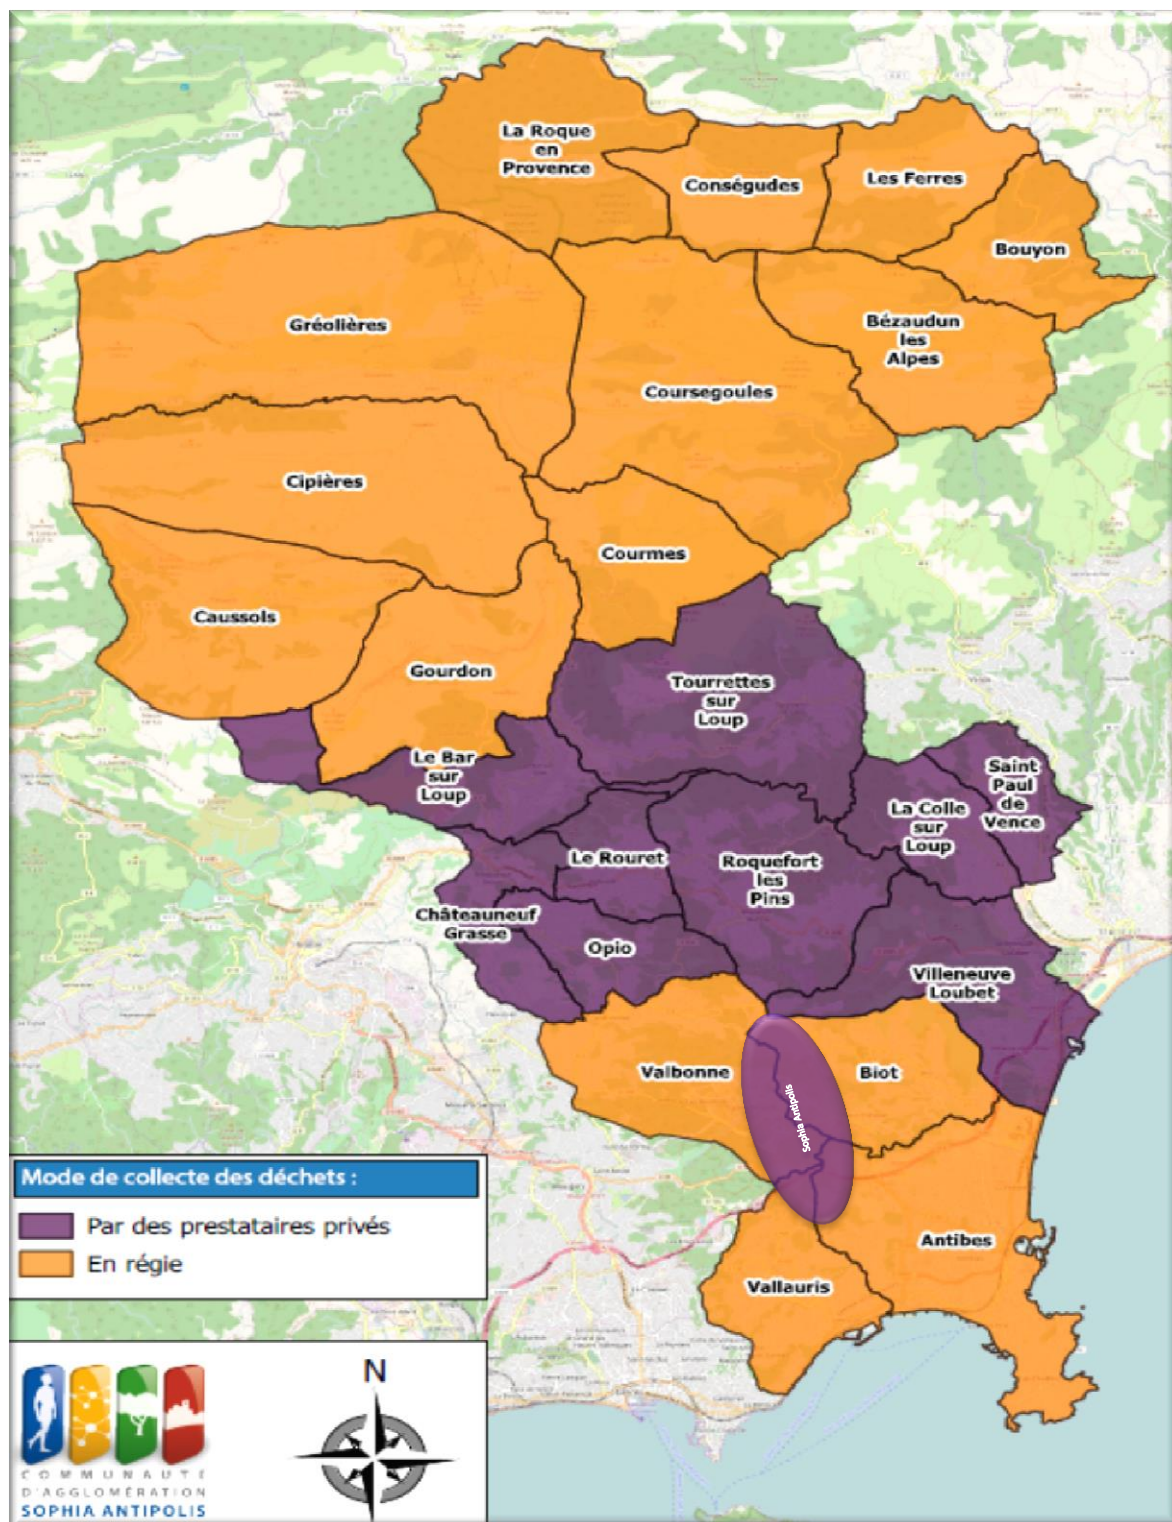 La Roque
en
Provence
Conségudes
Les Ferres
Bouyon
Gréolières
Bézaudun
les
Alpes
Coursegoules
Cipières
Courmes
Caussols
Gourdon
Tourrettes
sur
Loup
Le Bar
sur
Loup
Saint
Paul
de
Vence
La Colle
sur
Loup
Le Rouret
Roquefort
les
Pins
Châteauneuf
Grasse
Opio
Villeneuve
Loubet
Valbonne
Biot
Sophia Antipolis
Antibes
Vallauris
Mode de collecte des déchets :
Par des prestataires privés
En régie
N
COMMUNAUTÉ
D'AGGLOMÉRATION
SOPHIA ANTIPOLIS